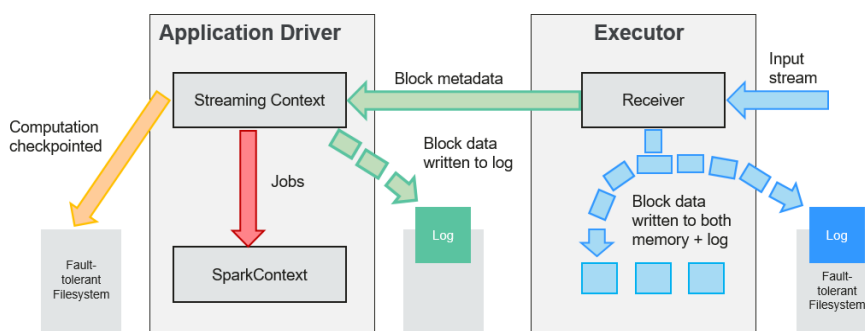 Application Driver
Executor
Input
stream
Block metadata
Streaming Context
Receiver
Computation
checkpointed
Block data
written to log
Jobs
Block data
written to both
memory + log
Log
Log
Fault-
tolerant
Filesystem
SparkContext
Fault-
tolerant
Filesystem